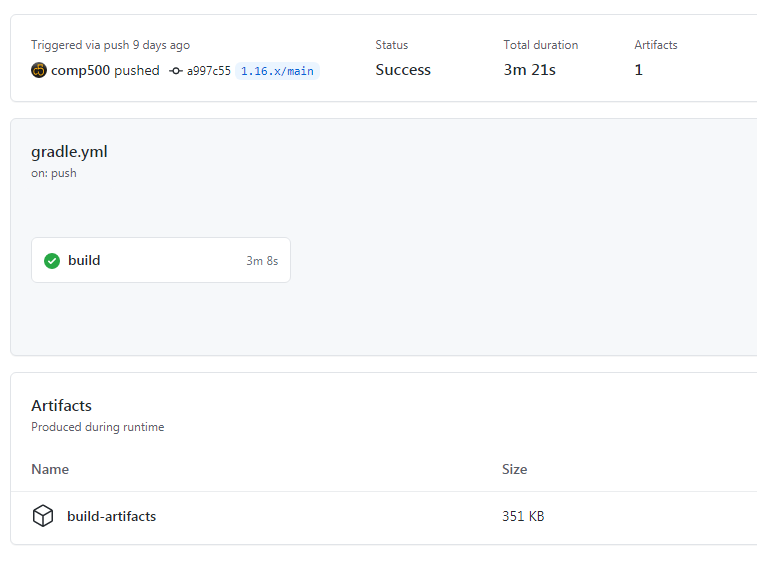 Triggered via push 9 days ago
comp500 pushed a997c55 1.16.x/main
Status
Success
Total duration
3m 21s
Artifacts
1
gradle.yml
on: push
build 3m 8s
Artifacts
Produced during runtime
Name Size
build-artifacts 351 KB